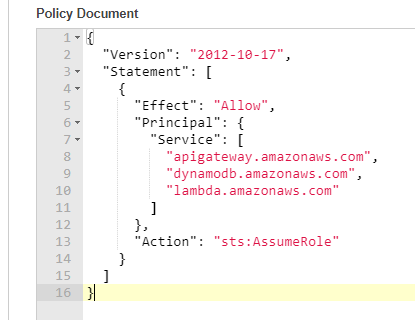 Policy Document
1 {
2   "Version": "2012-10-17",
3   "Statement": [
4     {
5       "Effect": "Allow",
6       "Principal": {
7         "Service": [
8           "apigateway.amazonaws.com",
9           "dynamodb.amazonaws.com",
10           "lambda.amazonaws.com"
11         ]
12       },
13       "Action": "sts:AssumeRole"
14     }
15   ]
16 }